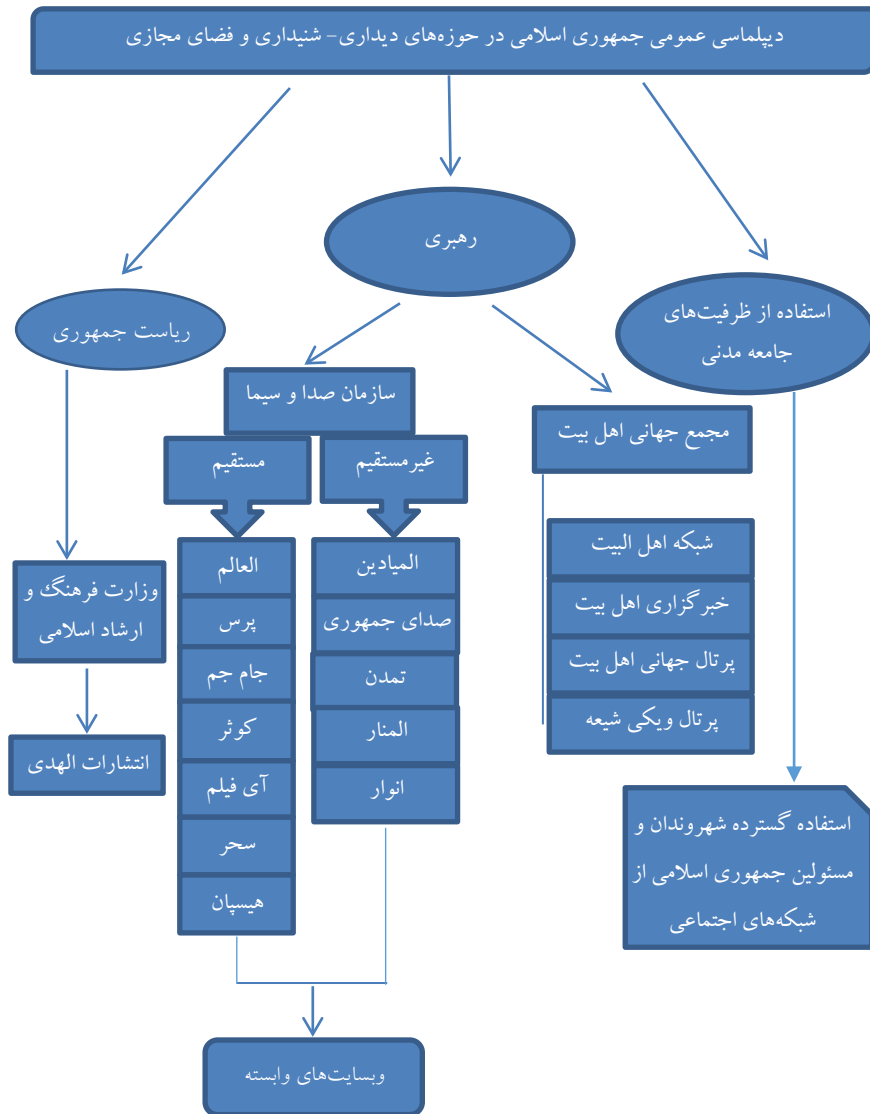 دیپلماسی عمومی جمهوری اسلامی در حوزه‌های دیداری- شنیداری و فضای مجازی
رهبری
استفاده از ظرفیت‌های
جامعه مدنی
ریاست جمهوری
سازمان صدا و سیما
غیرمستقیم
مستقیم
مجمع جهانی اهل بیت
شبکه اهل البیت
خبرگزاری اهل بیت
پرتال جهانی اهل بیت
پرتال ویکی شیعه
المیادین
صدای جمهوری
تمدن
المنار
انوار
العالم
پرس
جام جم
کوثر
آی فیلم
سحر
هیسپان
وزارت فرهنگ و
ارشاد اسلامی
انتشارات الهدی
استفاده گسترده شهروندان و
مسئولین جمهوری اسلامی از
شبکه‌های اجتماعی
وبسایت‌های وابسته